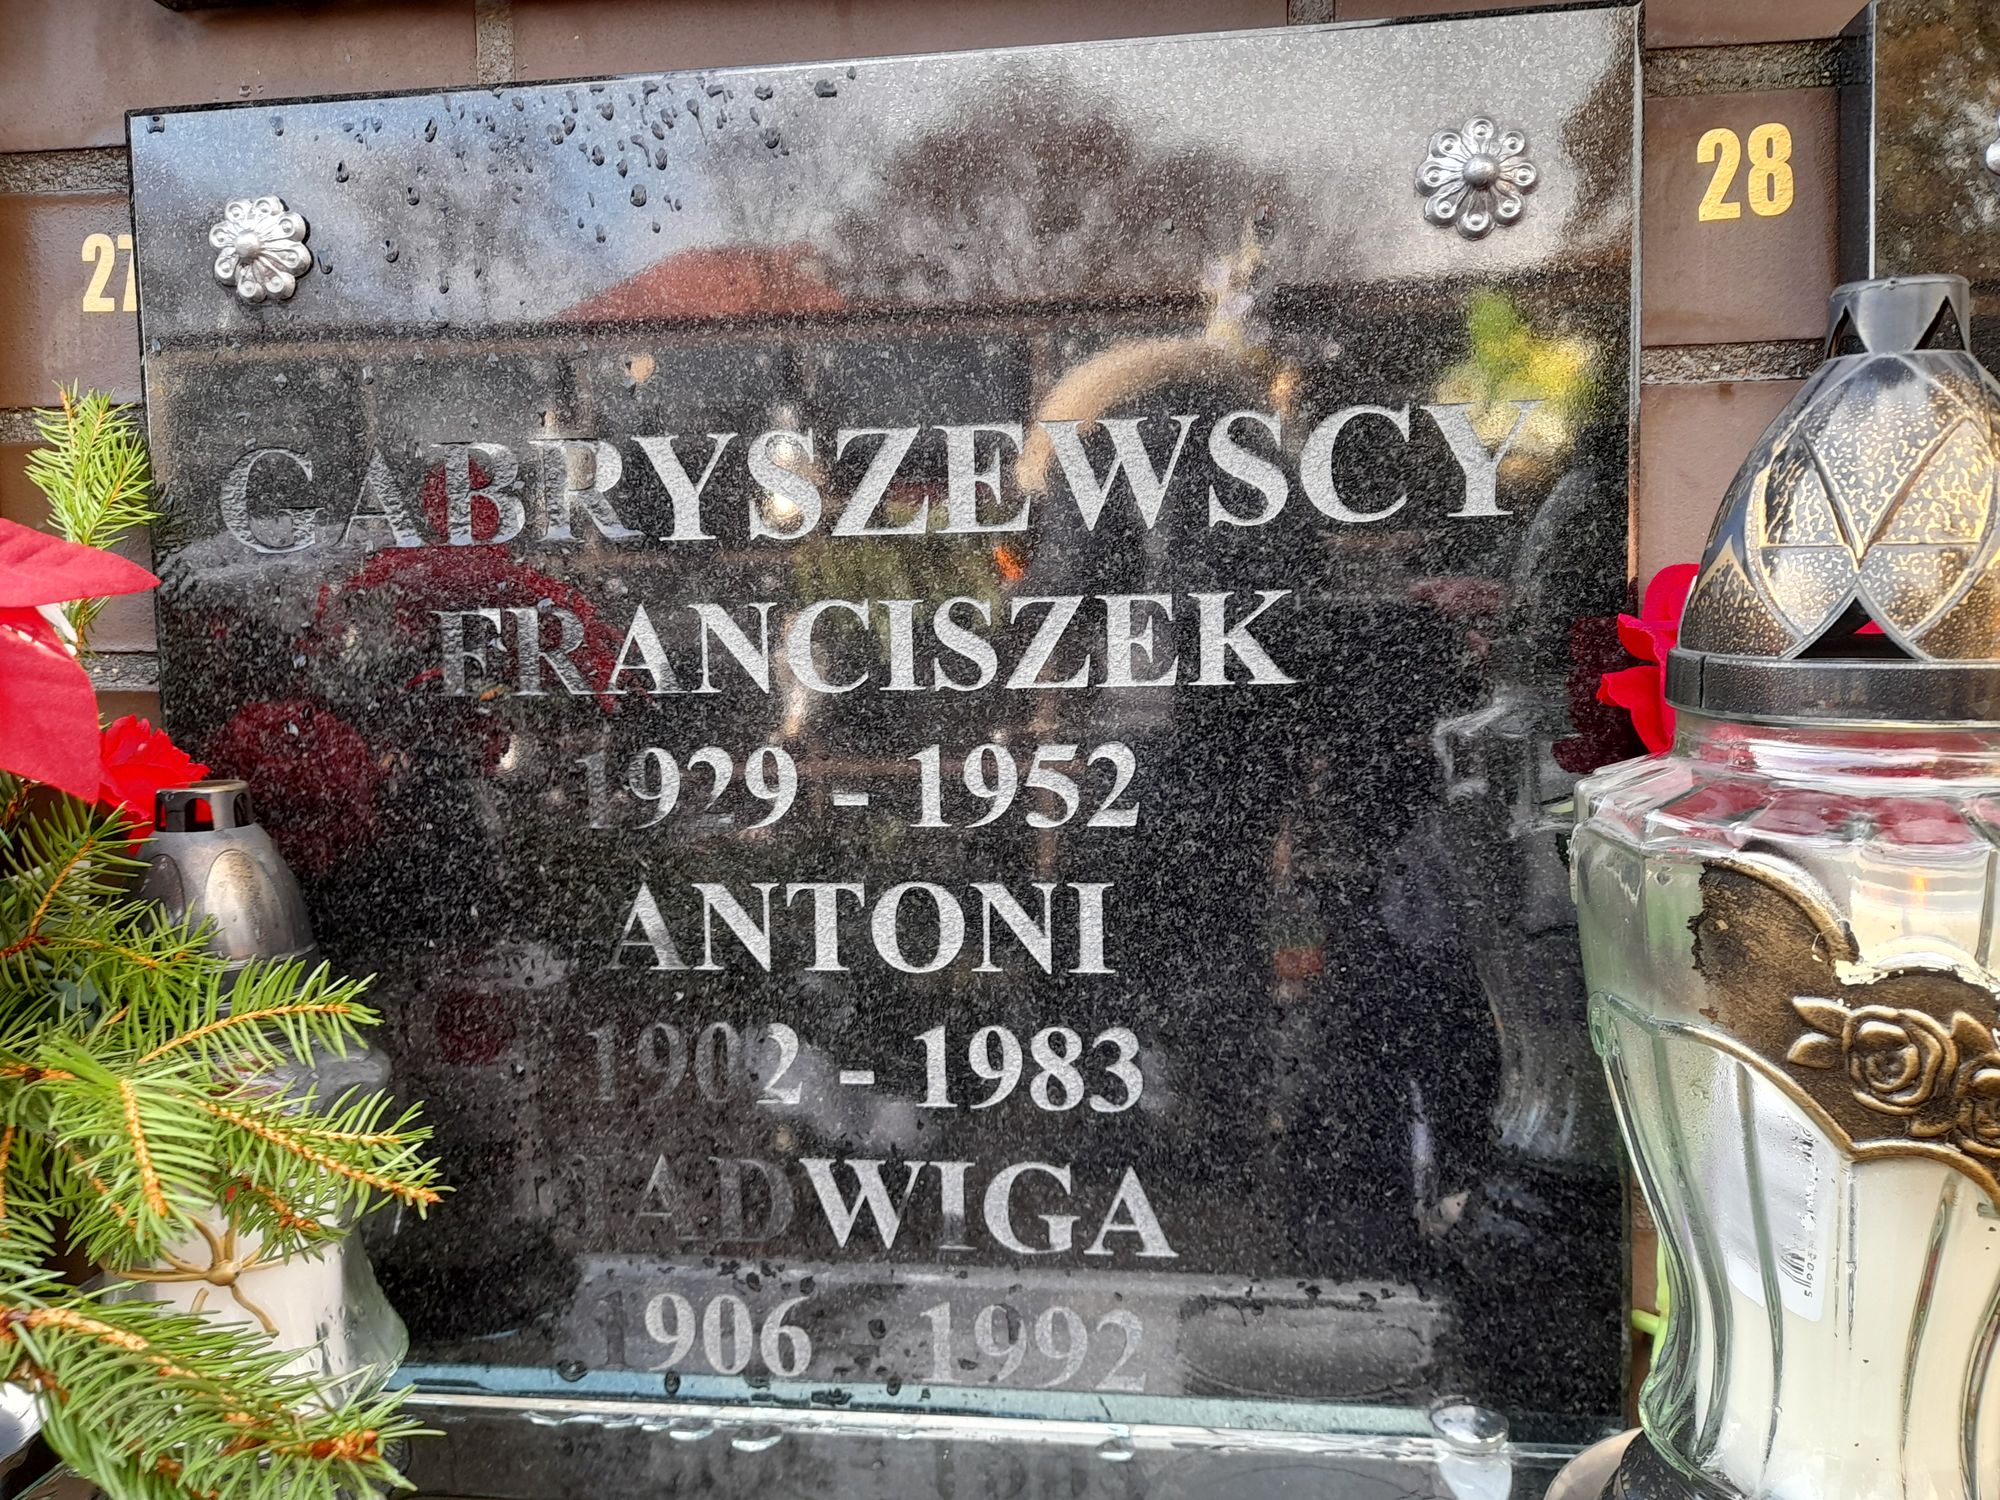 27
28
GABRYSZEWSCY
FRANCISZEK
1929 - 1952
ANTONI
1902 - 1983
JADWIGA
1906 - 1992